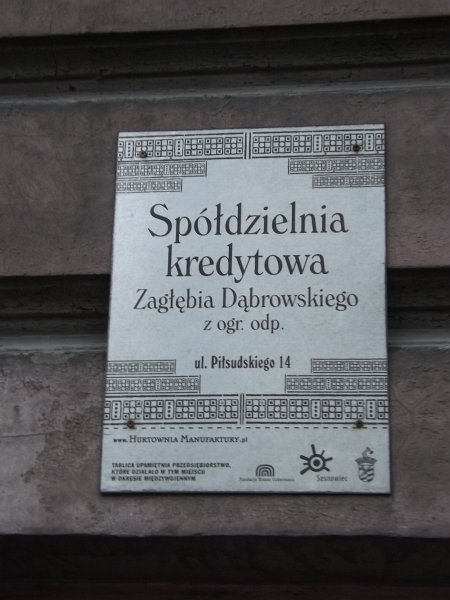 Spółdzielnia
kredytowa
Zagłębia Dąbrowskiego
z ogr. odp.
ul. Piłsudskiego 14
www.Hurtownia Manufaktury.pl
TABLICA UPAMIĘTNIA PRZEDSIĘBIORSTWO,
KTÓRE DZIAŁAŁO W TYM MIEJSCU
W OKRESIE MIĘDZYWOJENNYM
Fundacja
Sosnowiec